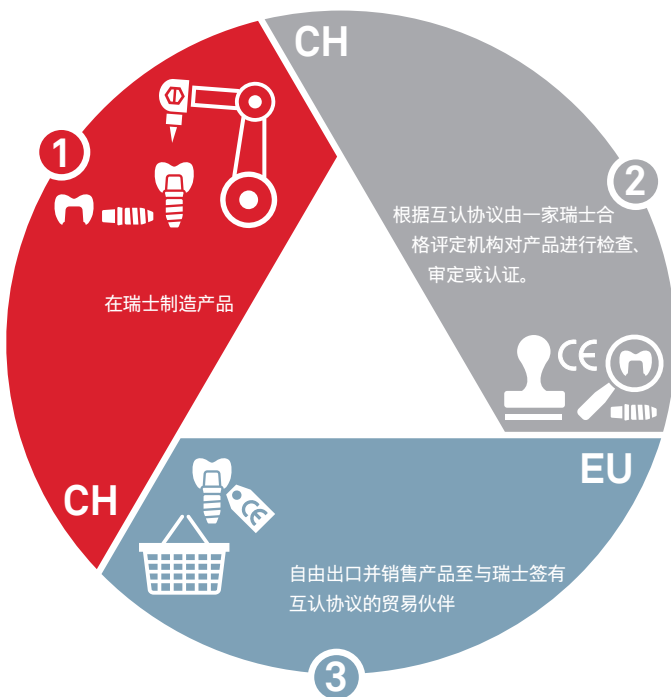 CH
1
在瑞士制造产品
CH
2
根据互认协议由一家瑞士合
格评定机构对产品进行检查、
审定或认证。
CE
EU
CE
自由出口并销售产品至与瑞士签有
互认协议的贸易伙伴
3